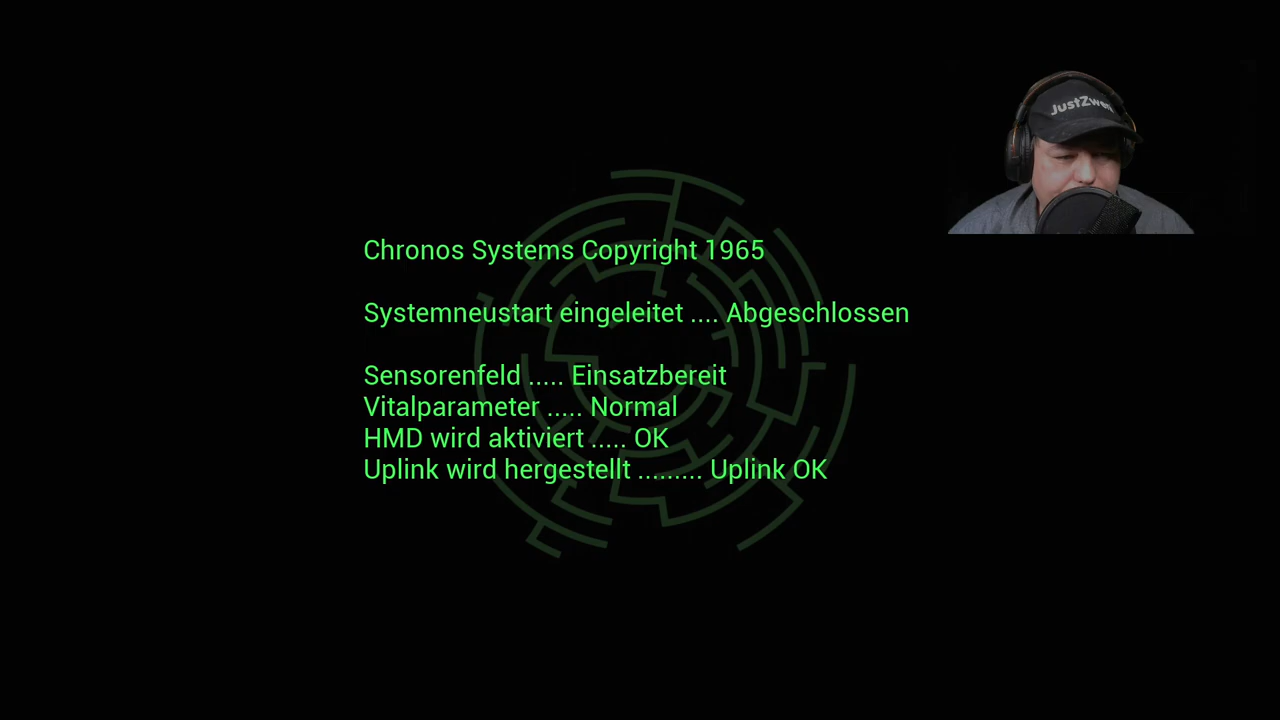 JustZwei
Chronos Systems Copyright 1965
Systemneustart eingeleitet .... Abgeschlossen
Sensorenfeld ..... Einsatzbereit
Vitalparameter ..... Normal
HMD wird aktiviert ..... OK
Uplink wird hergestellt ......... Uplink OK